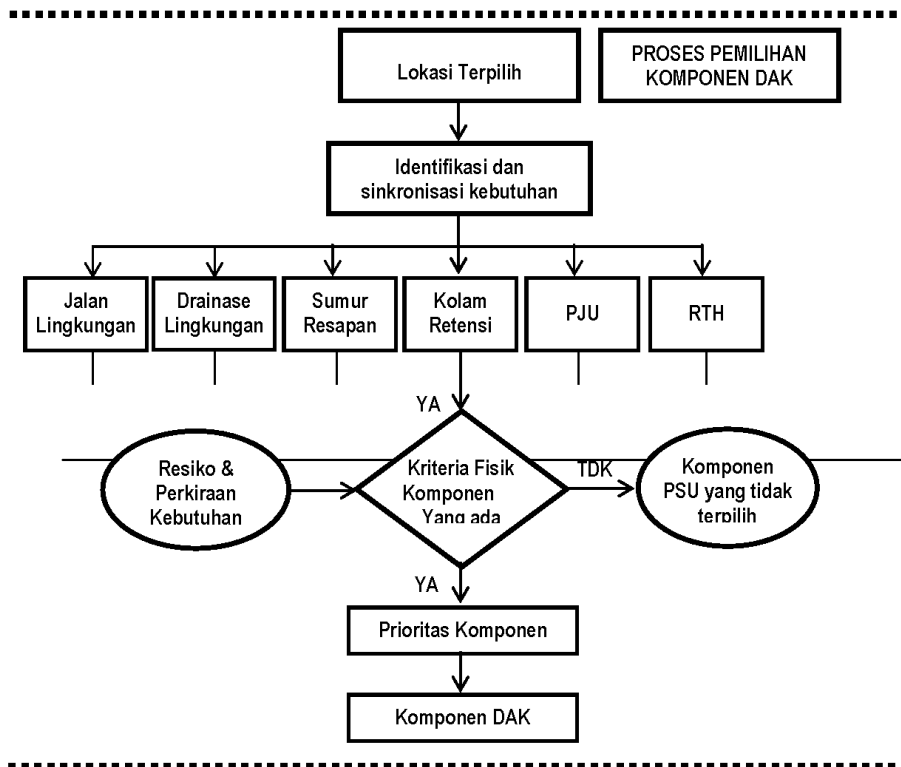 Lokasi Terpilih
PROSES PEMILIHAN
KOMPONEN DAK
Identifikasi dan
sinkronisasi kebutuhan
Jalan
Lingkungan
Drainase
Lingkungan
Sumur
Resapan
Kolam
Retensi
PJU
RTH
YA
Resiko &
Perkiraan
Kebutuhan
Kriteria Fisik
Komponen
Yang ada
TDK
Komponen
PSU yang tidak
terpilih
YA
Prioritas Komponen
Komponen DAK